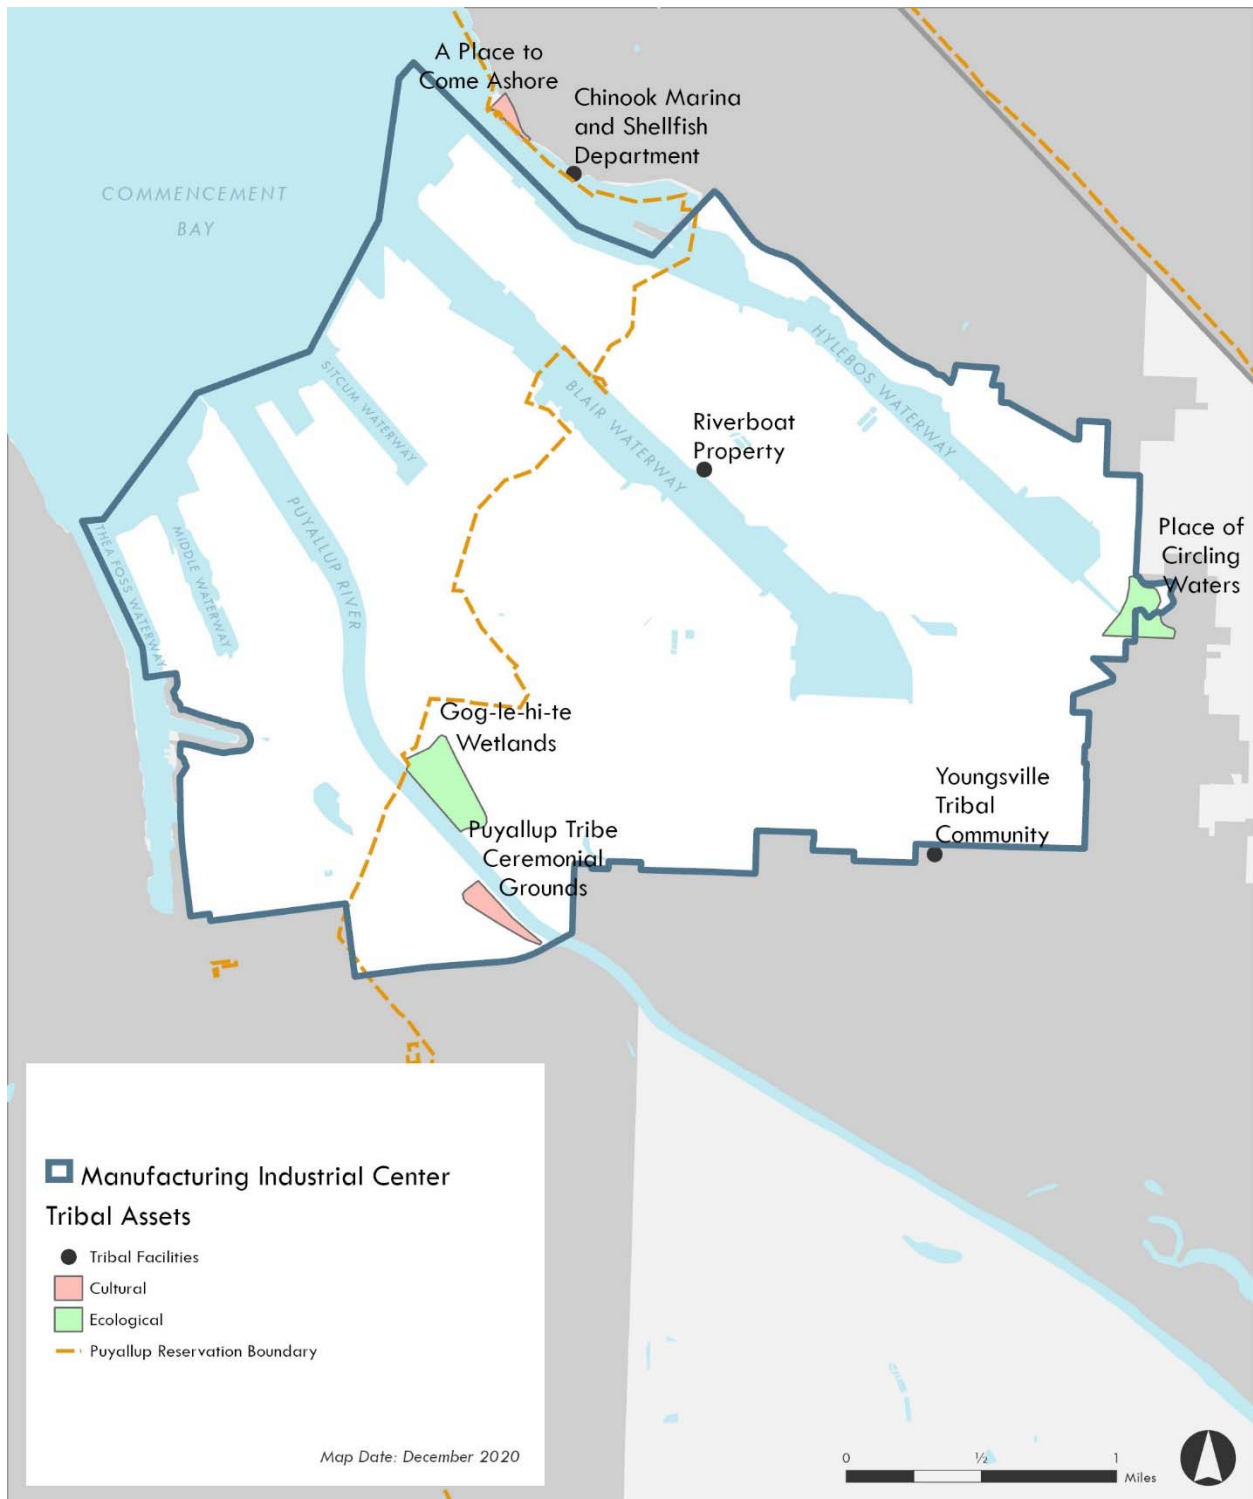 A Place to
Come Ashore
Chinook Marina
and Shellfish
Department
COMMENCEMENT
BAY
HYLEBOS WATERWAY
SITCUM WATERWAY
BLAIR WATERWAY
Riverboat
Property
PUYALLUP RIVER
THEA FOSS WATERWAY
MIDDLE WATERWAY
Place of
Circling
Waters
Gog-le-hi-te
Wetlands
Youngsville
Tribal
Community
Puyallup Tribe
Ceremonial
Grounds
Manufacturing Industrial Center
Tribal Assets
Tribal Facilities
Cultural
Ecological
Puyallup Reservation Boundary
Map Date: December 2020
0 ½ 1
Miles